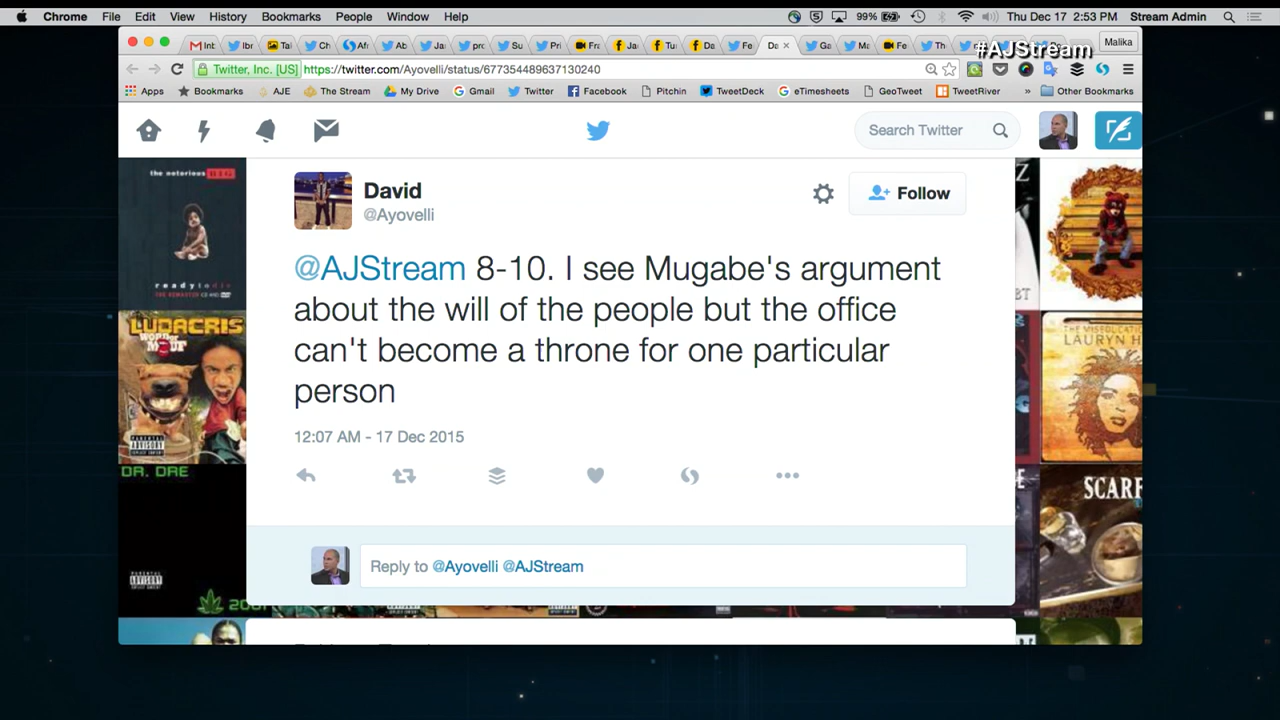 Chrome File Edit View History Bookmarks People Window Help 99% Thu Dec 17 2:53 PM Stream Admin
#AJStream
Malika
Twitter, Inc. [US] https://twitter.com/Ayovelli/status/677354489637130240
Apps Bookmarks AJE The Stream My Drive Gmail Twitter Facebook Pitchin TweetDeck eTimesheets GeoTweet TweetRiver » Other Bookmarks
Search Twitter
David
@Ayovelli
Follow
@AJStream 8-10. I see Mugabe's argument
about the will of the people but the office
can't become a throne for one particular
person
12:07 AM - 17 Dec 2015
Reply to @Ayovelli @AJStream
the notorious
ready to die
LUDACRIS
WORD OF MOUF
DR. DRE
LAURYN H
SCARF